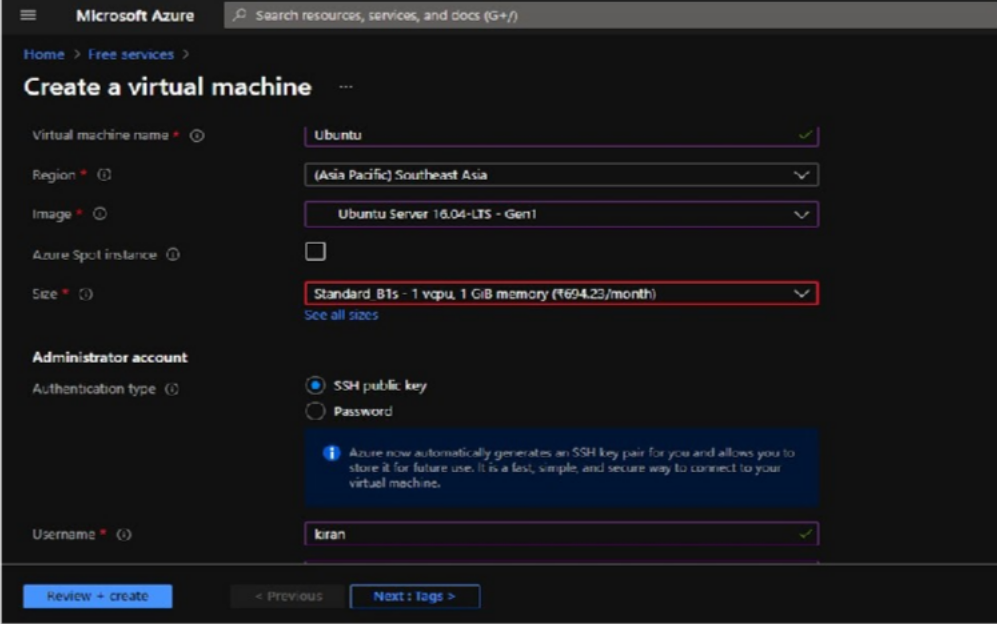 Microsoft Azure
Search resources, services, and docs (G+/)
Home > Free services >
Create a virtual machine ...
Virtual machine name *
Ubuntu
Region *
(Asia Pacific) Southeast Asia
Image *
Ubuntu Server 16.04-LTS - Gen1
Azure Spot instance
Size *
Standard_B1s - 1 vcpu, 1 GiB memory (₹694.23/month)
See all sizes
Administrator account
Authentication type
SSH public key
Password
Azure now automatically generates an SSH key pair for you and allows you to
store it for future use. It is a fast, simple, and secure way to connect to your
virtual machine.
Username *
kiran
Review + create
< Previous
Next : Tags >